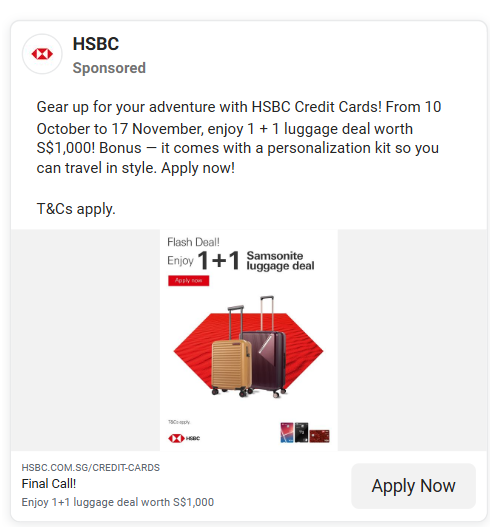 HSBC
Sponsored
Gear up for your adventure with HSBC Credit Cards! From 10
October to 17 November, enjoy 1 + 1 luggage deal worth
S$1,000! Bonus — it comes with a personalization kit so you
can travel in style. Apply now!
T&Cs apply.
Flash Deal!
Enjoy 1+1 Samsonite
luggage deal
Apply now
T&Cs apply.
HSBC
HSBC.COM.SG/CREDIT-CARDS
Final Call!
Enjoy 1+1 luggage deal worth S$1,000
Apply Now